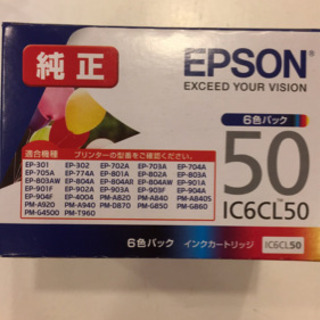 純正
EPSON
EXCEED YOUR VISION
6色パック
50
IC6CL50
適合機種 プリンターの型番をご確認ください。
EP-301 EP-302 EP-702A EP-703A EP-704A
EP-705A EP-774A EP-801A EP-802A EP-803A
EP-803AW EP-804A EP-804AR EP-804AW EP-901A
EP-901F EP-902A EP-903A EP-903F EP-904A
EP-904F EP-4004 PM-A820 PM-A840 PM-A840S
PM-A920 PM-A940 PM-D870 PM-G850 PM-G860
PM-G4500 PM-T960
6色パック インクカートリッジ IC6CL50